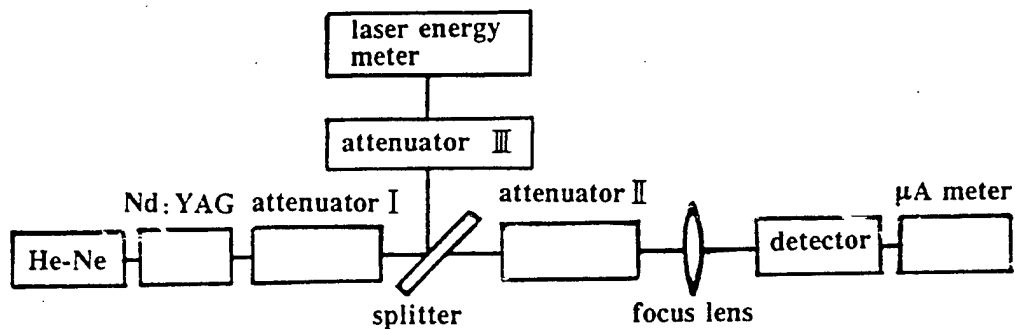 laser energy
meter
attenuator Ⅲ
Nd:YAG attenuator Ⅰ
attenuator Ⅱ
μA meter
He-Ne
detector
splitter
focus lens